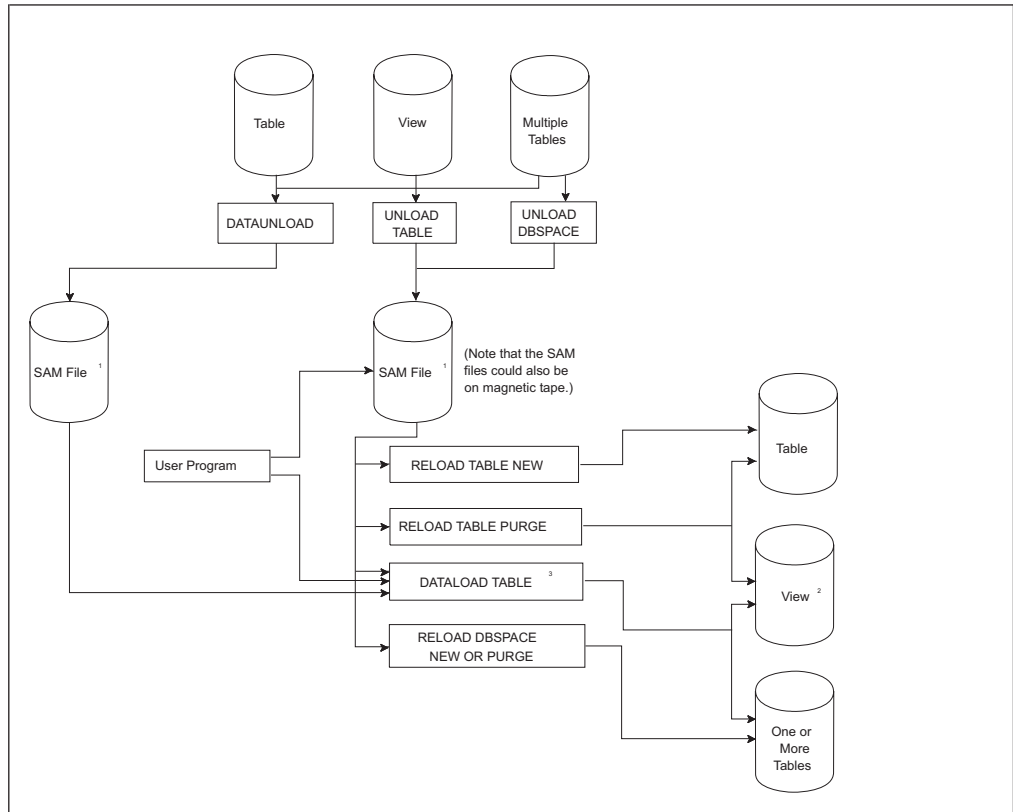 Table
View
Multiple
Tables
DATAUNLOAD
UNLOAD
TABLE
UNLOAD
DBSPACE
SAM File 1
SAM File 1
(Note that the SAM
files could also be
on magnetic tape.)
User Program
RELOAD TABLE NEW
Table
RELOAD TABLE PURGE
DATALOAD TABLE 3
View 2
RELOAD DBSPACE
NEW OR PURGE
One or
More
Tables